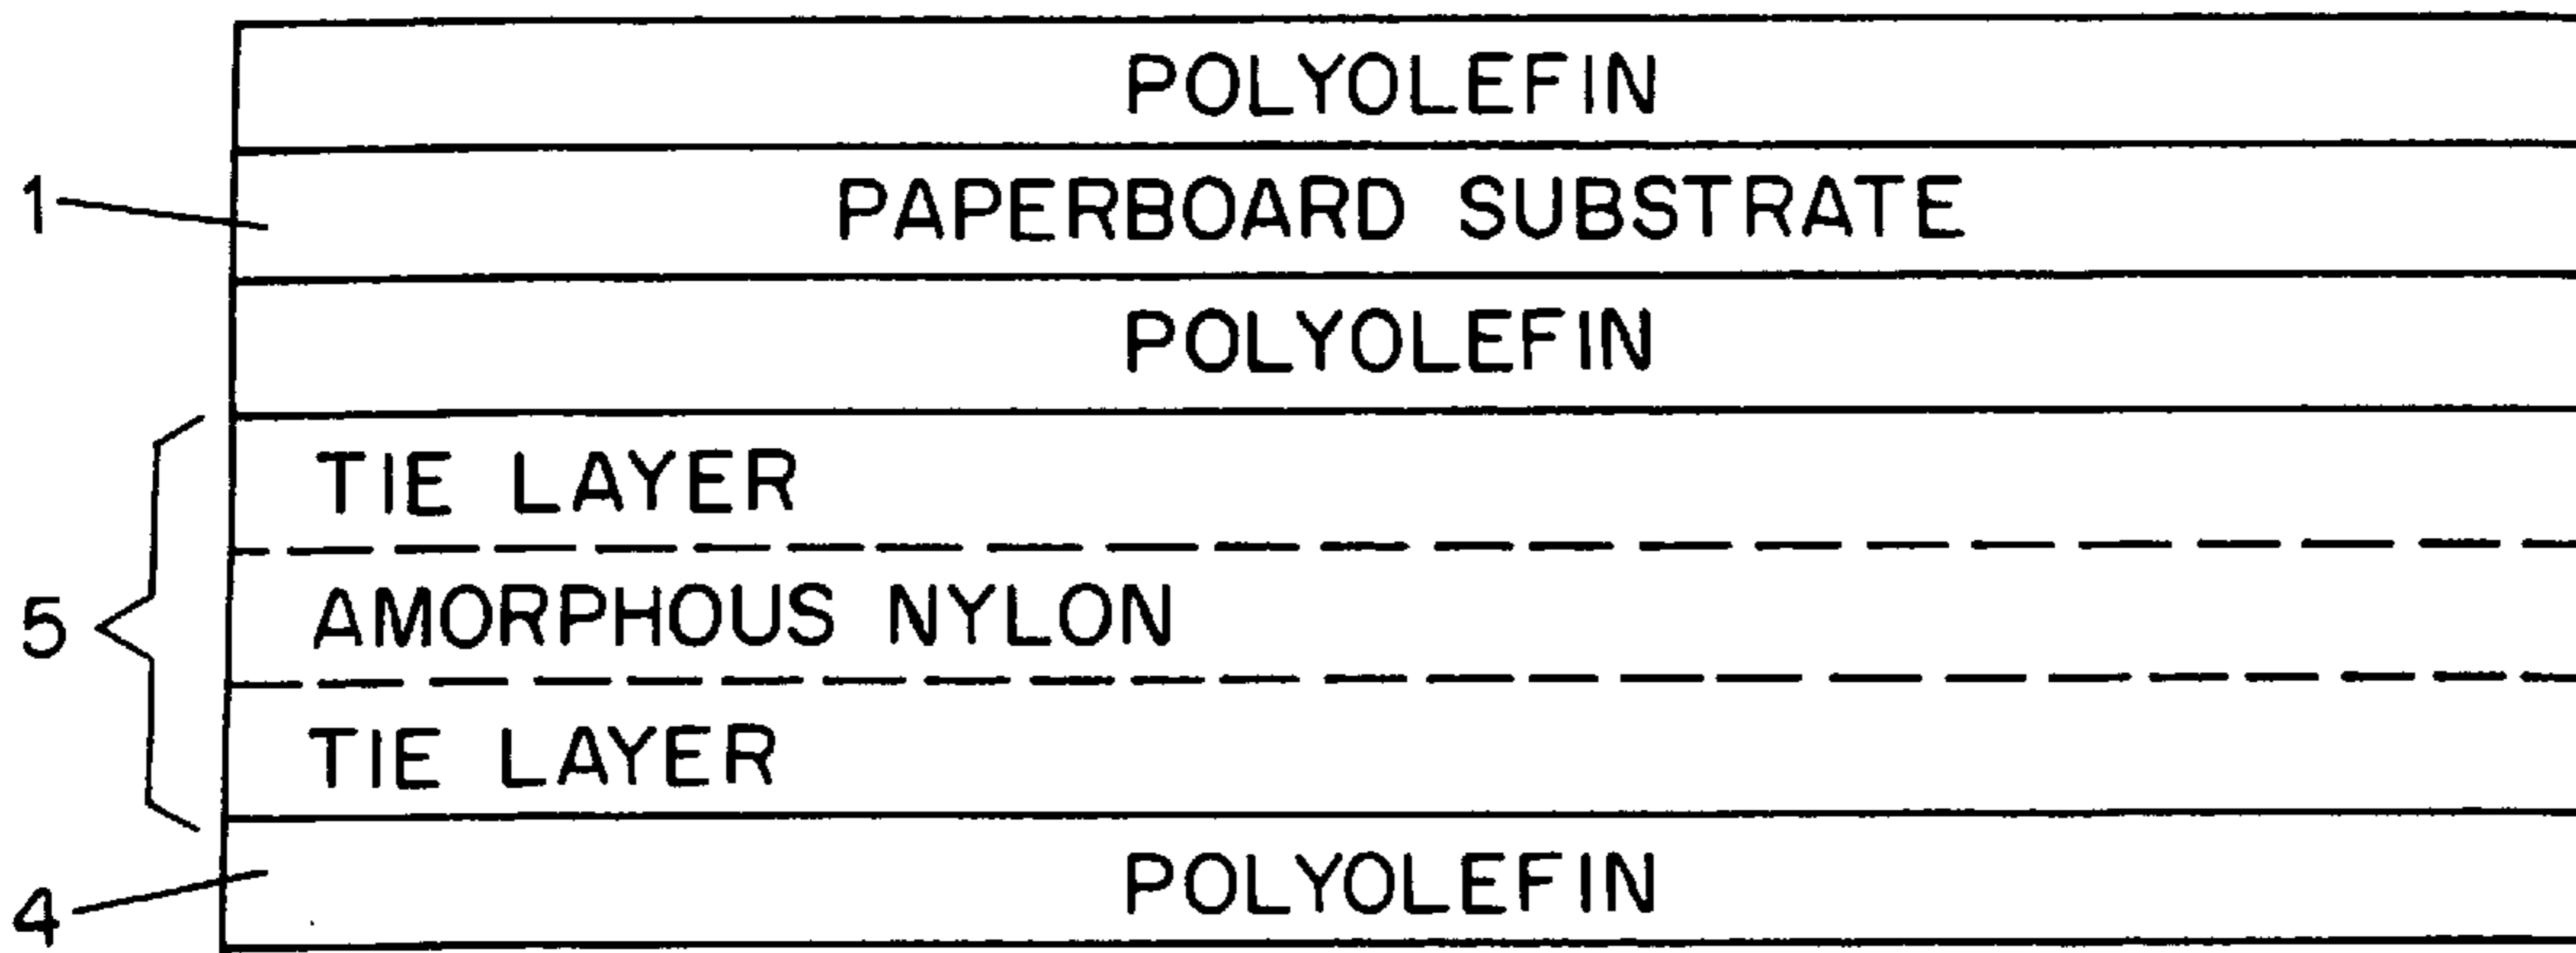 POLYOLEFIN
1 PAPERBOARD SUBSTRATE
POLYOLEFIN
TIE LAYER
5 AMORPHOUS NYLON
TIE LAYER
4 POLYOLEFIN